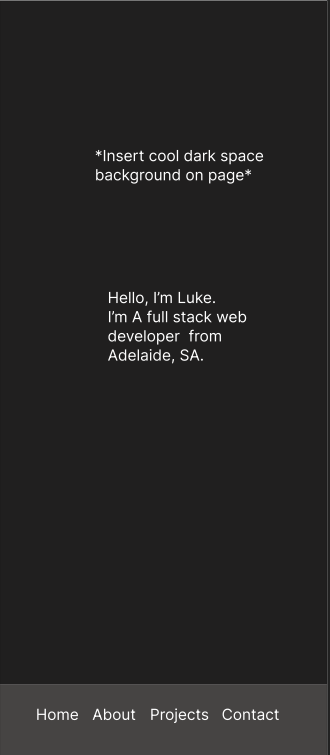 *Insert cool dark space
background on page*
Hello, I'm Luke.
I'm A full stack web
developer  from
Adelaide, SA.
Home About Projects Contact